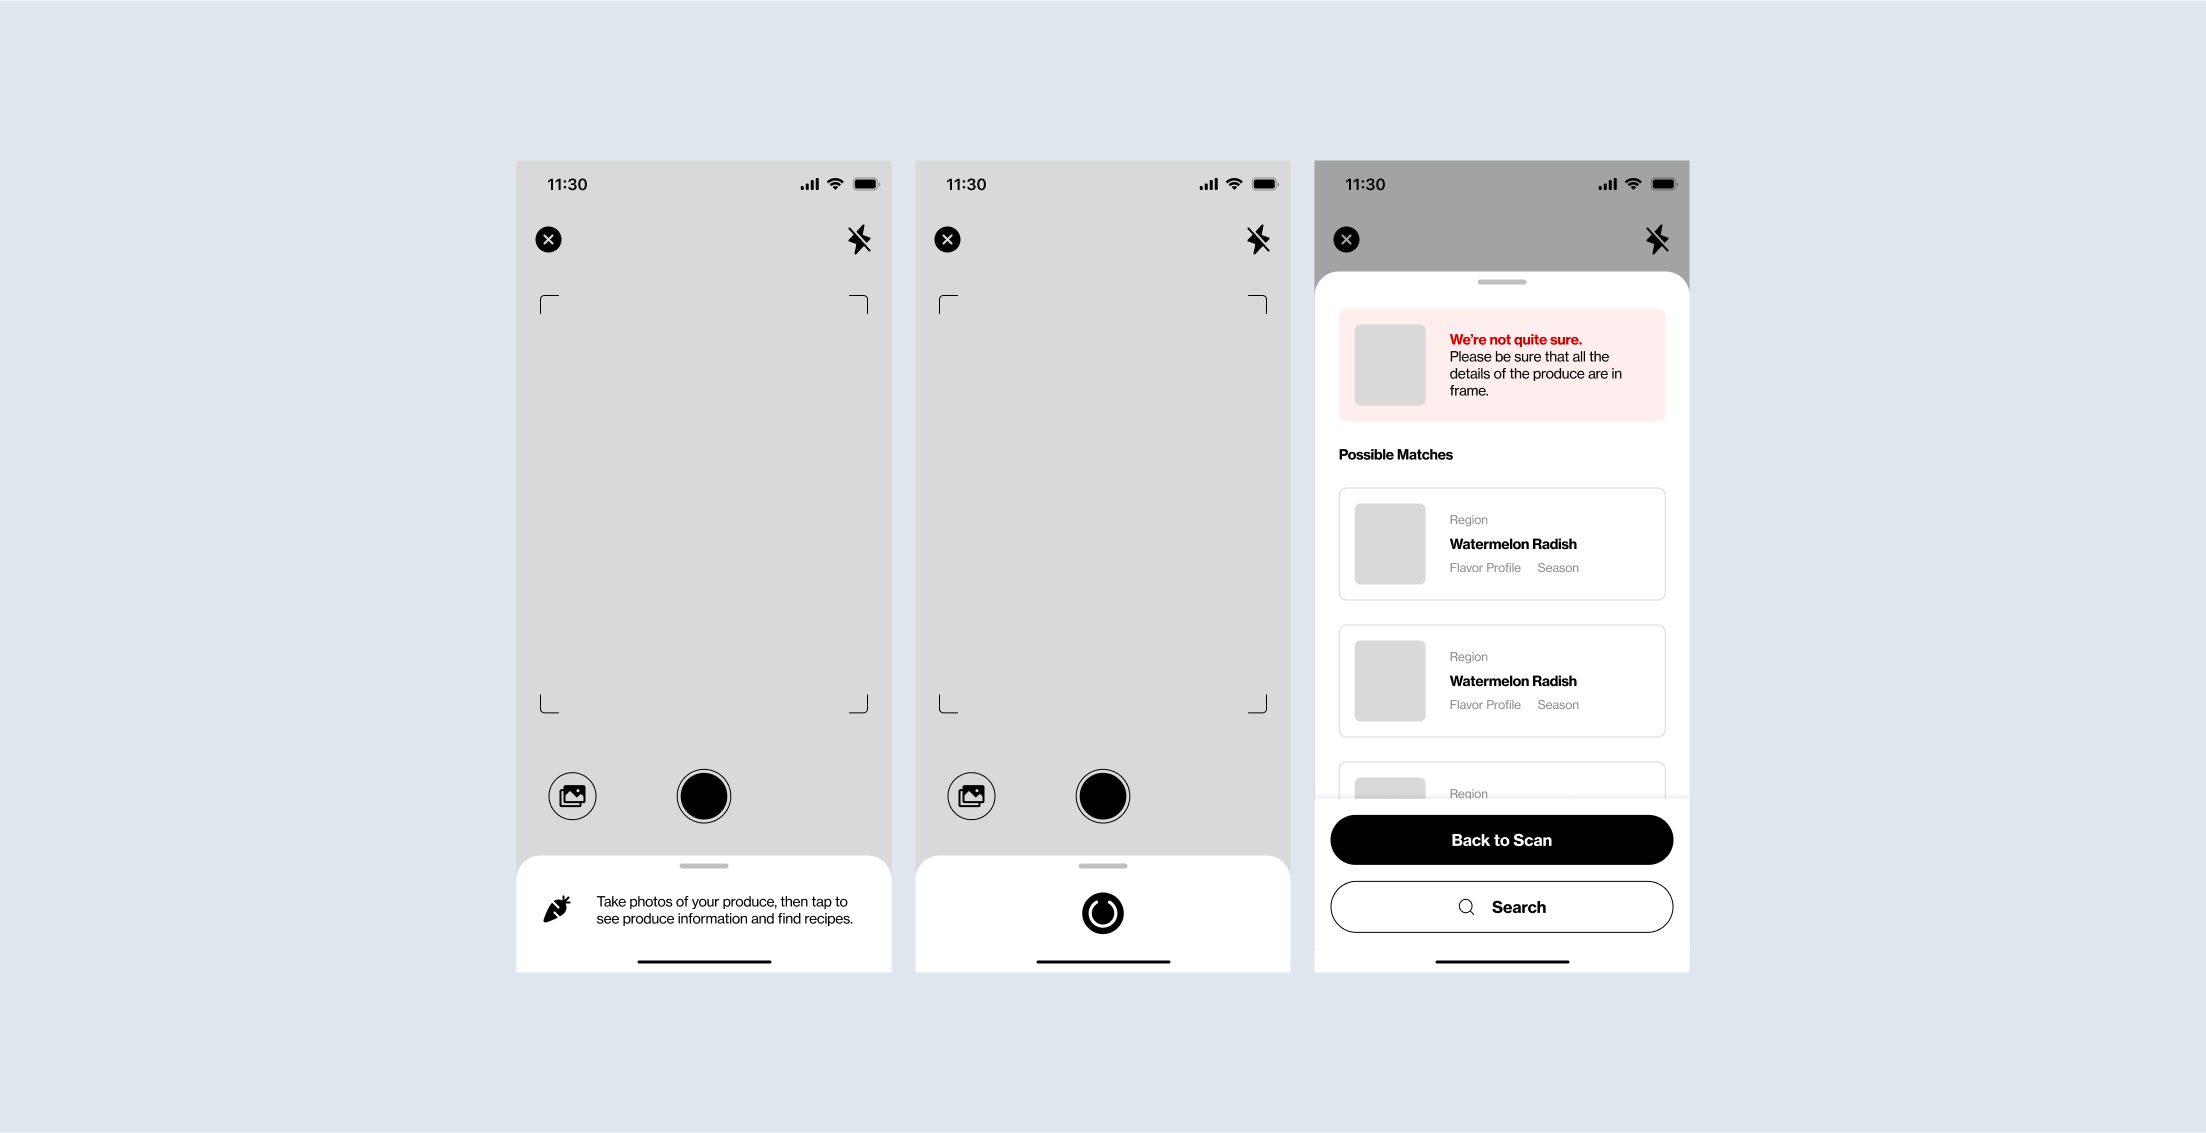 11:30
Take photos of your produce, then tap to
see produce information and find recipes.
11:30
11:30
We're not quite sure.
Please be sure that all the
details of the produce are in
frame.
Possible Matches
Region
Watermelon Radish
Flavor Profile Season
Region
Watermelon Radish
Flavor Profile Season
Region
Back to Scan
Search